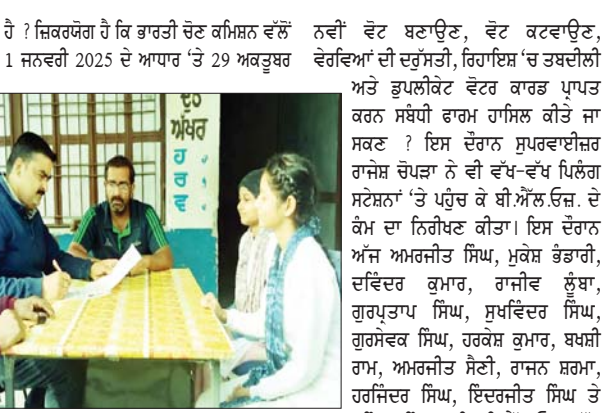 ਹੈ ? ਜ਼ਿਕਰਯੋਗ ਹੈ ਕਿ ਭਾਰਤੀ ਚੋਣ ਕਮਿਸ਼ਨ ਵੱਲੋਂ
1 ਜਨਵਰੀ 2025 ਦੇ ਆਧਾਰ ‘ਤੇ 29 ਅਕਤੂਬਰ
ਅੱਖਰ
ਹ
ਰ
ਵ
ਨਵੀਂ ਵੋਟ ਬਣਾਉਣ, ਵੋਟ ਕਟਵਾਉਣ,
ਵੇਰਵਿਆਂ ਦੀ ਦਰੁੱਸਤੀ, ਰਿਹਾਇਸ਼ ‘ਚ ਤਬਦੀਲੀ
ਅਤੇ ਡੁਪਲੀਕੇਟ ਵੋਟਰ ਕਾਰਡ ਪ੍ਰਾਪਤ
ਕਰਨ ਸਬੰਧੀ ਫਾਰਮ ਹਾਸਿਲ ਕੀਤੇ ਜਾ
ਸਕਣ ? ਇਸ ਦੌਰਾਨ ਸੁਪਰਵਾਈਜ਼ਰ
ਰਾਜੇਸ਼ ਚੋਪੜਾ ਨੇ ਵੀ ਵੱਖ-ਵੱਖ ਪਿਲੰਗ
ਸਟੇਸ਼ਨਾਂ ‘ਤੇ ਪਹੁੰਚ ਕੇ ਬੀ.ਐੱਲ.ਓਜ਼. ਦੇ
ਕੰਮ ਦਾ ਨਿਰੀਖਣ ਕੀਤਾ। ਇਸ ਦੌਰਾਨ
ਅੱਜ ਅਮਰਜੀਤ ਸਿੰਘ, ਮੁਕੇਸ਼ ਭੰਡਾਰੀ,
ਦਵਿੰਦਰ ਕੁਮਾਰ, ਰਾਜੀਵ ਲੂੰਬਾ,
ਗੁਰਪ੍ਰਤਾਪ ਸਿੰਘ, ਸੁਖਵਿੰਦਰ ਸਿੰਘ,
ਗੁਰਸੇਵਕ ਸਿੰਘ, ਹਰਕੇਸ਼ ਕੁਮਾਰ, ਬਖਸ਼ੀ
ਰਾਮ, ਅਮਰਜੀਤ ਸੈਣੀ, ਰਾਜਨ ਸ਼ਰਮਾ,
ਹਰਜਿੰਦਰ ਸਿੰਘ, ਇੰਦਰਜੀਤ ਸਿੰਘ ਤੇ